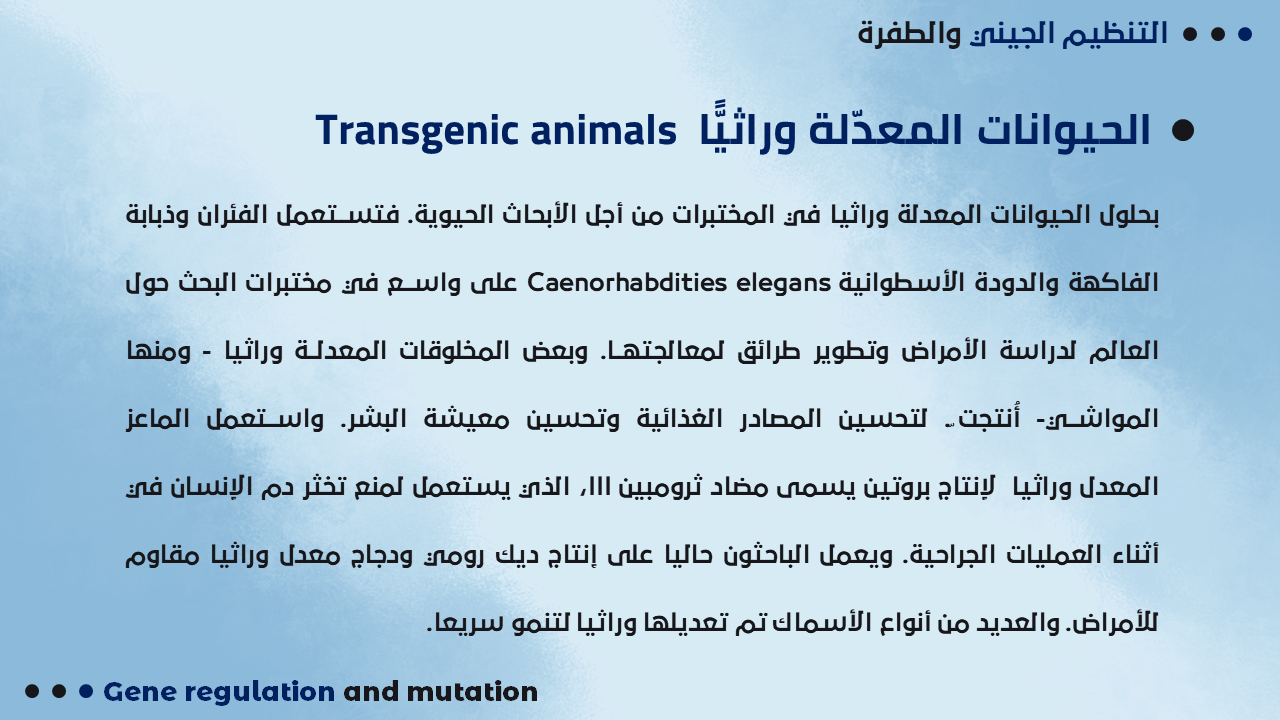 التنظيم الجيني والطفرة
الحيوانات المعدّلة وراثيًّا Transgenic animals
بحلول الحيوانات المعدلة وراثيا في المختبرات من أجل الأبحاث الحيوية. فتستعمل الفئران وذبابة
الفاكهة والدودة الأسطوانية Caenorhabdities elegans على واسع في مختبرات البحث حول
العالم لدراسة الأمراض وتطوير طرائق لمعالجتها. وبعض المخلوقات المعدلة وراثيا - ومنها
المواشي- أُنتجت لتحسين المصادر الغذائية وتحسين معيشة البشر. واستعمل الماعز
المعدل وراثيا لإنتاج بروتين يسمى مضاد ثرومبين III، الذي يستعمل لمنع تخثر دم الإنسان في
أثناء العمليات الجراحية. ويعمل الباحثون حاليا على إنتاج ديك رومي ودجاج معدل وراثيا مقاوم
للأمراض. والعديد من أنواع الأسماك تم تعديلها وراثيا لتنمو سريعا.
Gene regulation and mutation